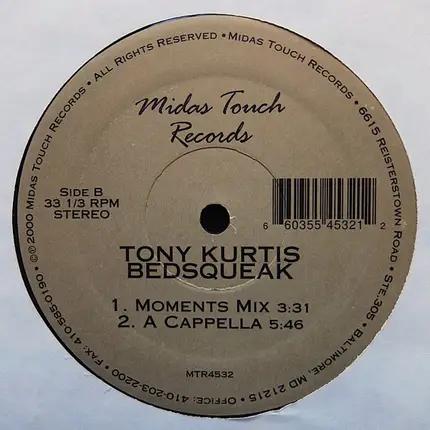 Midas Touch
Records
Side B
33 1/3 RPM
STEREO
6 60355 45321 2
TONY KURTIS
BEDSQUEAK
1. MOMENTS MIX 3:31
2. A CAPPELLA 5:46
MTR4532
℗© 2000 MIDAS TOUCH RECORDS • ALL RIGHTS RESERVED • MIDAS TOUCH RECORDS • 6615 REISTERSTOWN ROAD • STE-305 • BALTIMORE, MD 21215 • OFFICE: 410-203-2200 • FAX: 410-585-0190 •